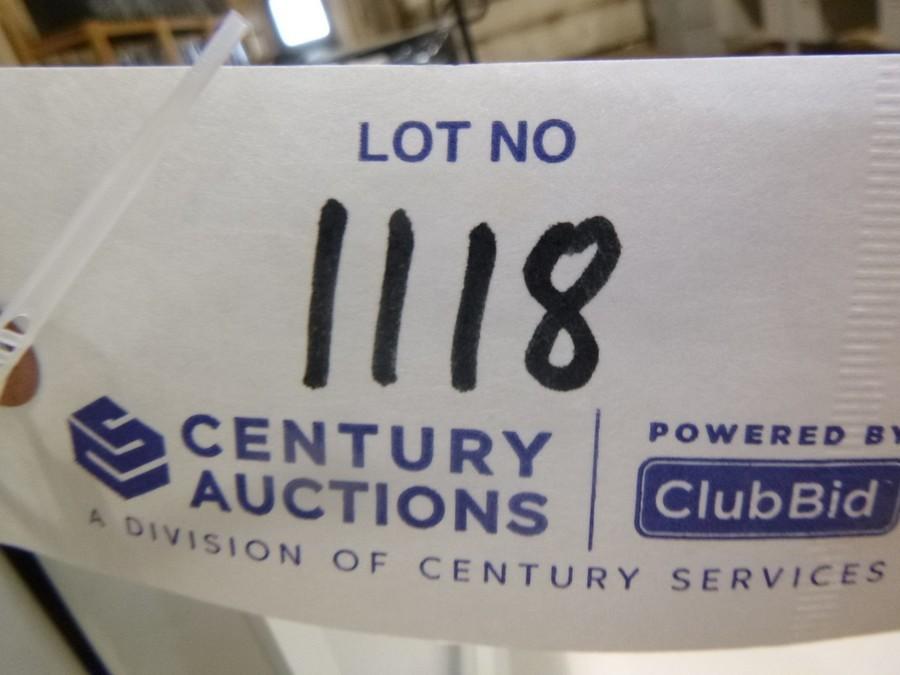 LOT NO
1118
CENTURY
AUCTIONS
A DIVISION OF CENTURY SERVICES
POWERED BY
ClubBid